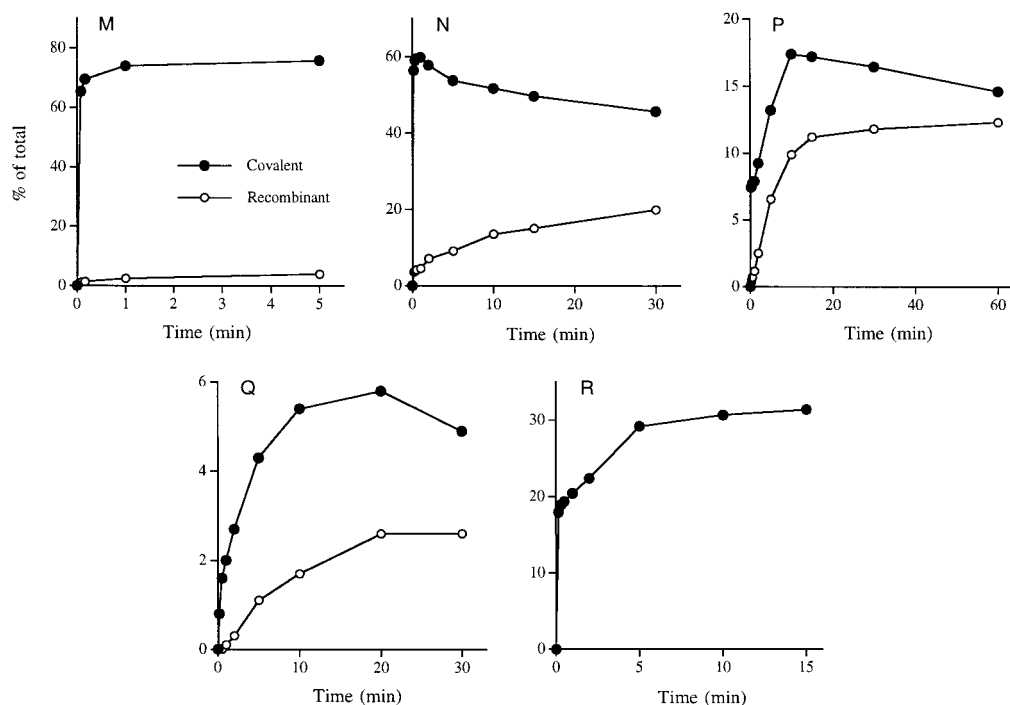 M
N
P
80
60
40
20
0
60
40
20
0
20
15
10
5
0
% of total
Covalent
Recombinant
0 1 2 3 4 5
0 10 20 30
0 20 40 60
Time (min)
Time (min)
Time (min)
Q
R
6
4
2
0
30
20
10
0
0 10 20 30
0 5 10 15
Time (min)
Time (min)